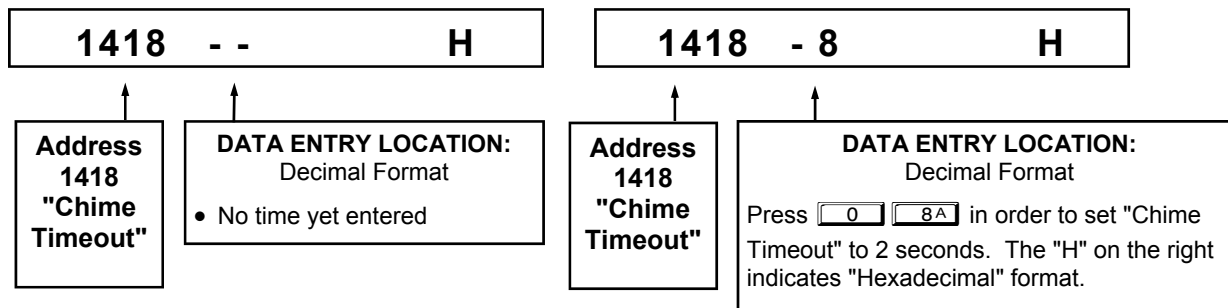 1418 - - H
1418 - 8 H
Address
1418
"Chime
Timeout"
DATA ENTRY LOCATION:
Decimal Format
• No time yet entered
Address
1418
"Chime
Timeout"
DATA ENTRY LOCATION:
Decimal Format
Press 0 8A in order to set "Chime
Timeout" to 2 seconds. The "H" on the right
indicates "Hexadecimal" format.